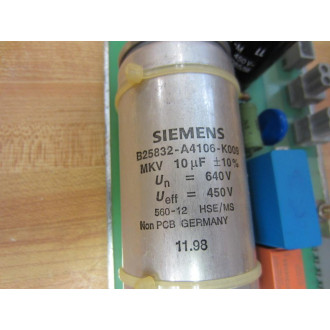 SIEMENS
B25832-A4106-K009
MKV 10 µF ±10%
Un = 640V
Ueff = 450V
560-12 HSE/MS
Non PCB GERMANY
11.98